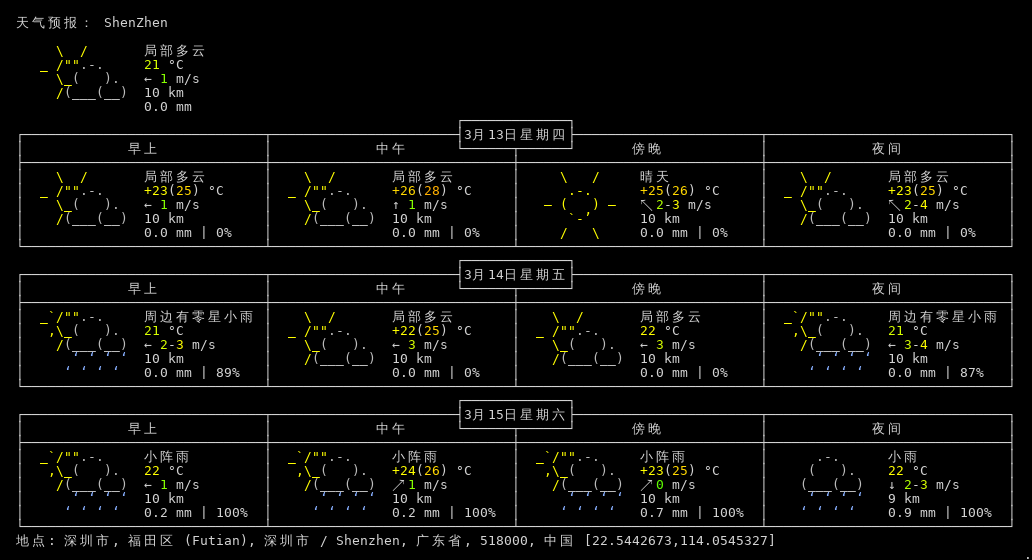 天气预报： ShenZhen
局部多云
21 °C
← 1 m/s
10 km
0.0 mm
3月13日星期四
早上 中午 傍晚 夜间
局部多云 局部多云 晴天 局部多云
+23(25) °C +26(28) °C +25(26) °C +23(25) °C
← 1 m/s ↑ 1 m/s ↖ 2-3 m/s ↖ 2-4 m/s
10 km 10 km 10 km 10 km
0.0 mm | 0% 0.0 mm | 0% 0.0 mm | 0% 0.0 mm | 0%
3月14日星期五
早上 中午 傍晚 夜间
周边有零星小雨 局部多云 局部多云 周边有零星小雨
21 °C +22(25) °C 22 °C 21 °C
← 2-3 m/s ← 3 m/s ← 3 m/s ← 3-4 m/s
10 km 10 km 10 km 10 km
0.0 mm | 89% 0.0 mm | 0% 0.0 mm | 0% 0.0 mm | 87%
3月15日星期六
早上 中午 傍晚 夜间
小阵雨 小阵雨 小阵雨 小雨
22 °C +24(26) °C +23(25) °C 22 °C
← 1 m/s ↗ 1 m/s ↗ 0 m/s ↓ 2-3 m/s
10 km 10 km 10 km 9 km
0.2 mm | 100% 0.2 mm | 100% 0.7 mm | 100% 0.9 mm | 100%
地点: 深圳市, 福田区 (Futian), 深圳市 / Shenzhen, 广东省, 518000, 中国 [22.5442673,114.0545327]